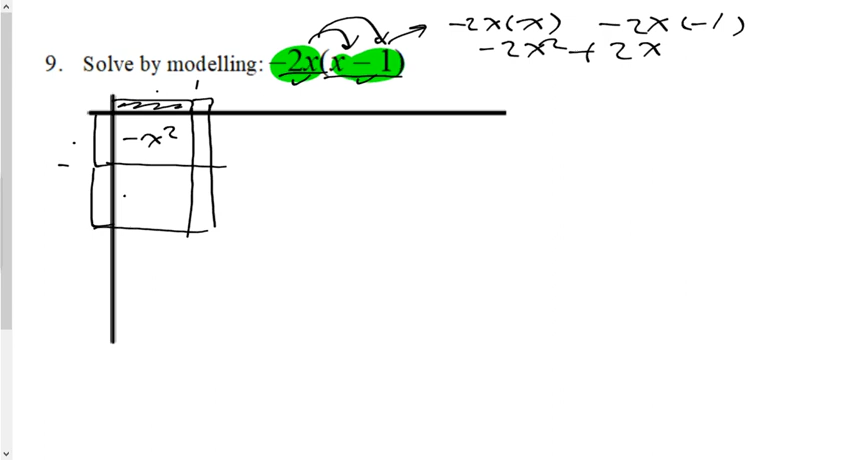 -2x(x) -2x(-1)
-2x² + 2x
9. Solve by modelling: -2x(x - 1)
-x²